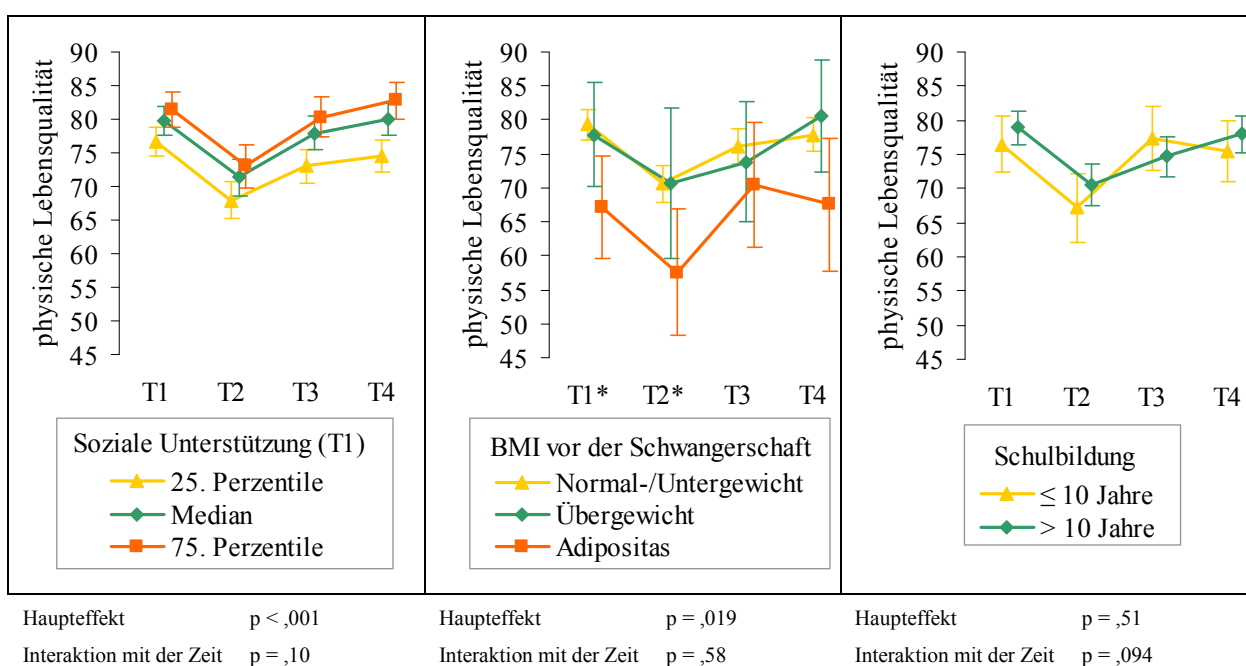 physische Lebensqualität
90
85
80
75
70
65
60
55
50
45
T1 T2 T3 T4
Soziale Unterstützung (T1)
25. Perzentile
Median
75. Perzentile
Haupteffekt p < ,001
Interaktion mit der Zeit p = ,10
physische Lebensqualität
90
85
80
75
70
65
60
55
50
45
T1* T2* T3 T4
BMI vor der Schwangerschaft
Normal-/Untergewicht
Übergewicht
Adipositas
Haupteffekt p = ,019
Interaktion mit der Zeit p = ,58
physische Lebensqualität
90
85
80
75
70
65
60
55
50
45
T1 T2 T3 T4
Schulbildung
≤ 10 Jahre
> 10 Jahre
Haupteffekt p = ,51
Interaktion mit der Zeit p = ,094